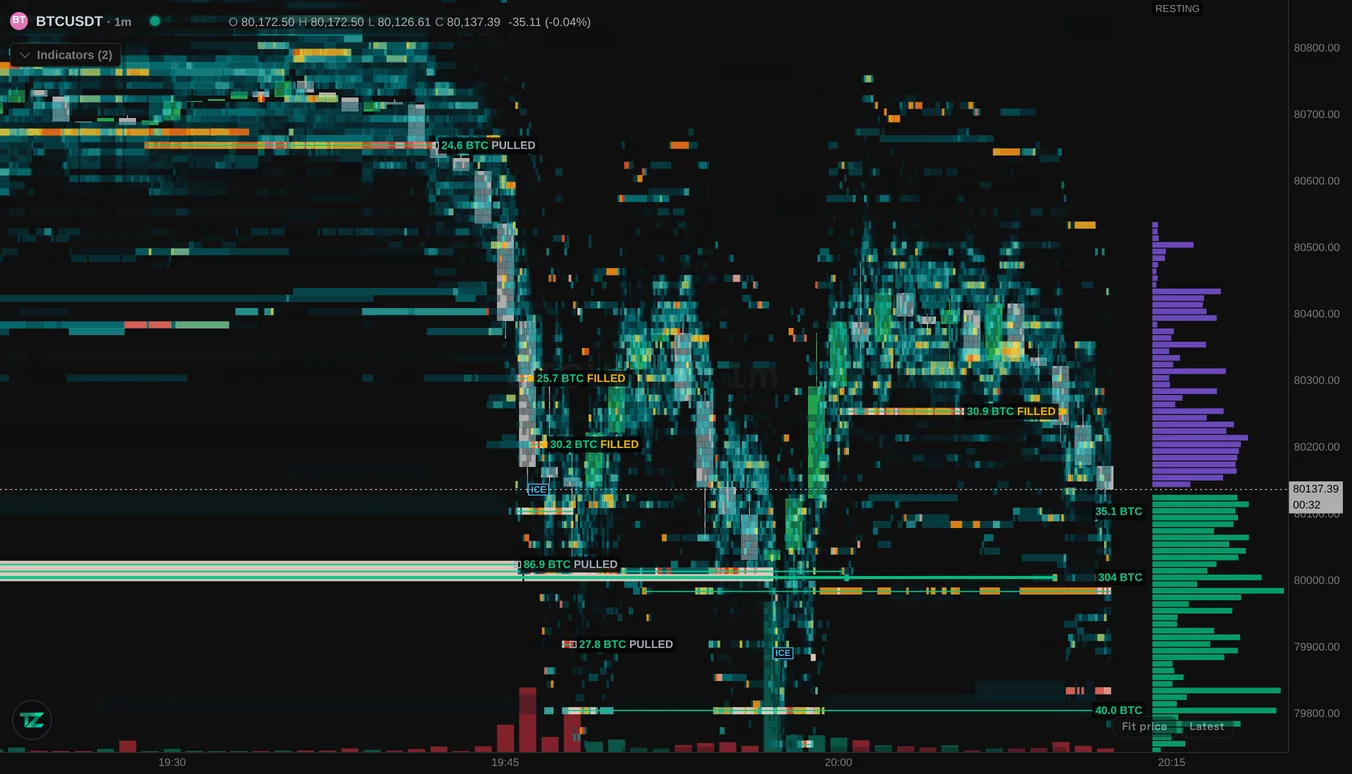 RESTING
BT BTCUSDT · 1m O 80,172.50 H 80,172.50 L 80,126.61 C 80,137.39 -35.11 (-0.04%)
Indicators (2)
80800.00
80700.00
24.6 BTC PULLED
80600.00
80500.00
80400.00
25.7 BTC FILLED
1m
80300.00
30.9 BTC FILLED
30.2 BTC FILLED
80200.00
ICE
80137.39
00:32
35.1 BTC
80100.00
86.9 BTC PULLED
304 BTC
80000.00
27.8 BTC PULLED
79900.00
ICE
40.0 BTC
79800.00
Fit price Latest
19:30 19:45 20:00 20:15